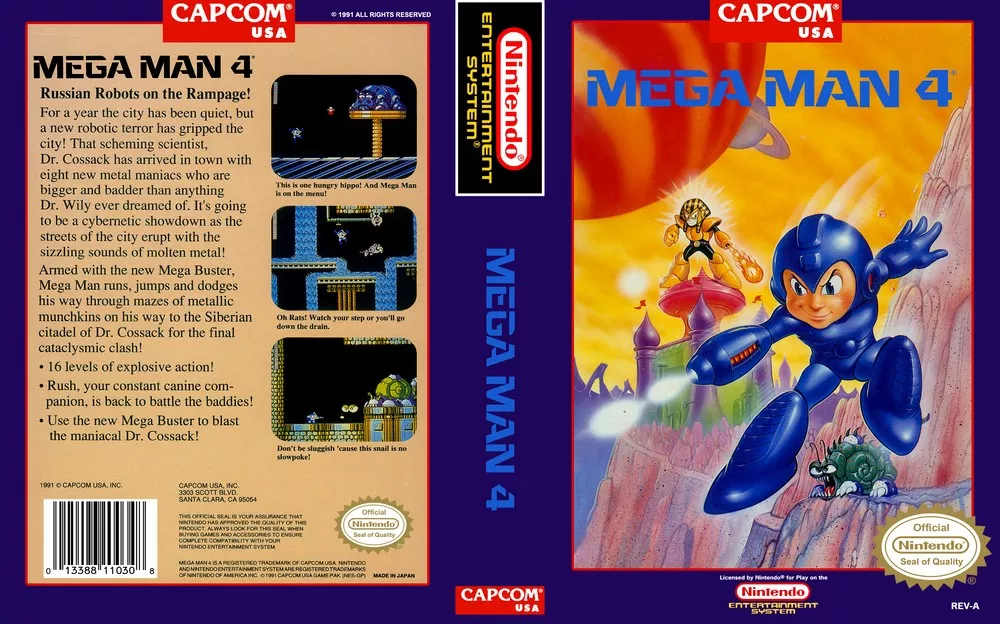 CAPCOM®
USA
© 1991 ALL RIGHTS RESERVED
MEGA MAN 4®
Russian Robots on the Rampage!
For a year the city has been quiet, but
a new robotic terror has gripped the
city! That scheming scientist,
Dr. Cossack has arrived in town with
eight new metal maniacs who are
bigger and badder than anything
Dr. Wily ever dreamed of. It's going
to be a cybernetic showdown as the
streets of the city erupt with the
sizzling sounds of molten metal!
Armed with the new Mega Buster,
Mega Man runs, jumps and dodges
his way through mazes of metallic
munchkins on his way to the Siberian
citadel of Dr. Cossack for the final
cataclysmic clash!
• 16 levels of explosive action!
• Rush, your constant canine com-
panion, is back to battle the baddies!
• Use the new Mega Buster to blast
the maniacal Dr. Cossack!
This is one hungry hippo! And Mega Man
is on the menu!
Oh Rats! Watch your step or you'll go
down the drain.
Don't be sluggish 'cause this snail is no
slowpoke!
1991 © CAPCOM USA, INC.
CAPCOM USA, INC.
3303 SCOTT BLVD.
SANTA CLARA, CA 95054
THIS OFFICIAL SEAL IS YOUR ASSURANCE THAT
NINTENDO HAS APPROVED THE QUALITY OF THIS
PRODUCT. ALWAYS LOOK FOR THIS SEAL WHEN
BUYING GAMES AND ACCESSORIES TO ENSURE
COMPLETE COMPATIBILITY WITH YOUR
NINTENDO ENTERTAINMENT SYSTEM.
MEGA MAN 4 IS A REGISTERED TRADEMARK OF CAPCOM USA, NINTENDO
AND NINTENDO ENTERTAINMENT SYSTEM ARE REGISTERED TRADEMARKS
OF NINTENDO OF AMERICA INC. © 1991 CAPCOM USA GAME PAK (NES-GP)
MADE IN JAPAN
0 13388 11030 8
Official
Nintendo®
Seal of Quality
Nintendo®
ENTERTAINMENT
SYSTEM®
MEGA MAN 4
CAPCOM®
USA
CAPCOM®
USA
MEGA MAN 4®
Official
Nintendo®
Seal of Quality
®
Licensed by Nintendo® for Play on the
Nintendo
ENTERTAINMENT
SYSTEM
REV-A